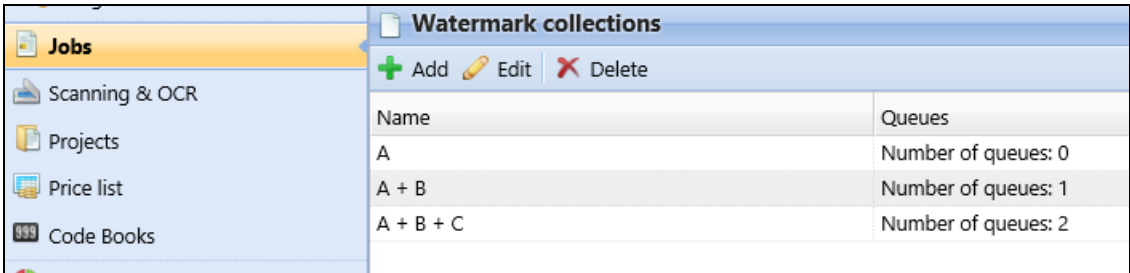 Jobs
Scanning & OCR
Projects
Price list
999 Code Books
Watermark collections
Add Edit Delete
Name Queues
A Number of queues: 0
A + B Number of queues: 1
A + B + C Number of queues: 2